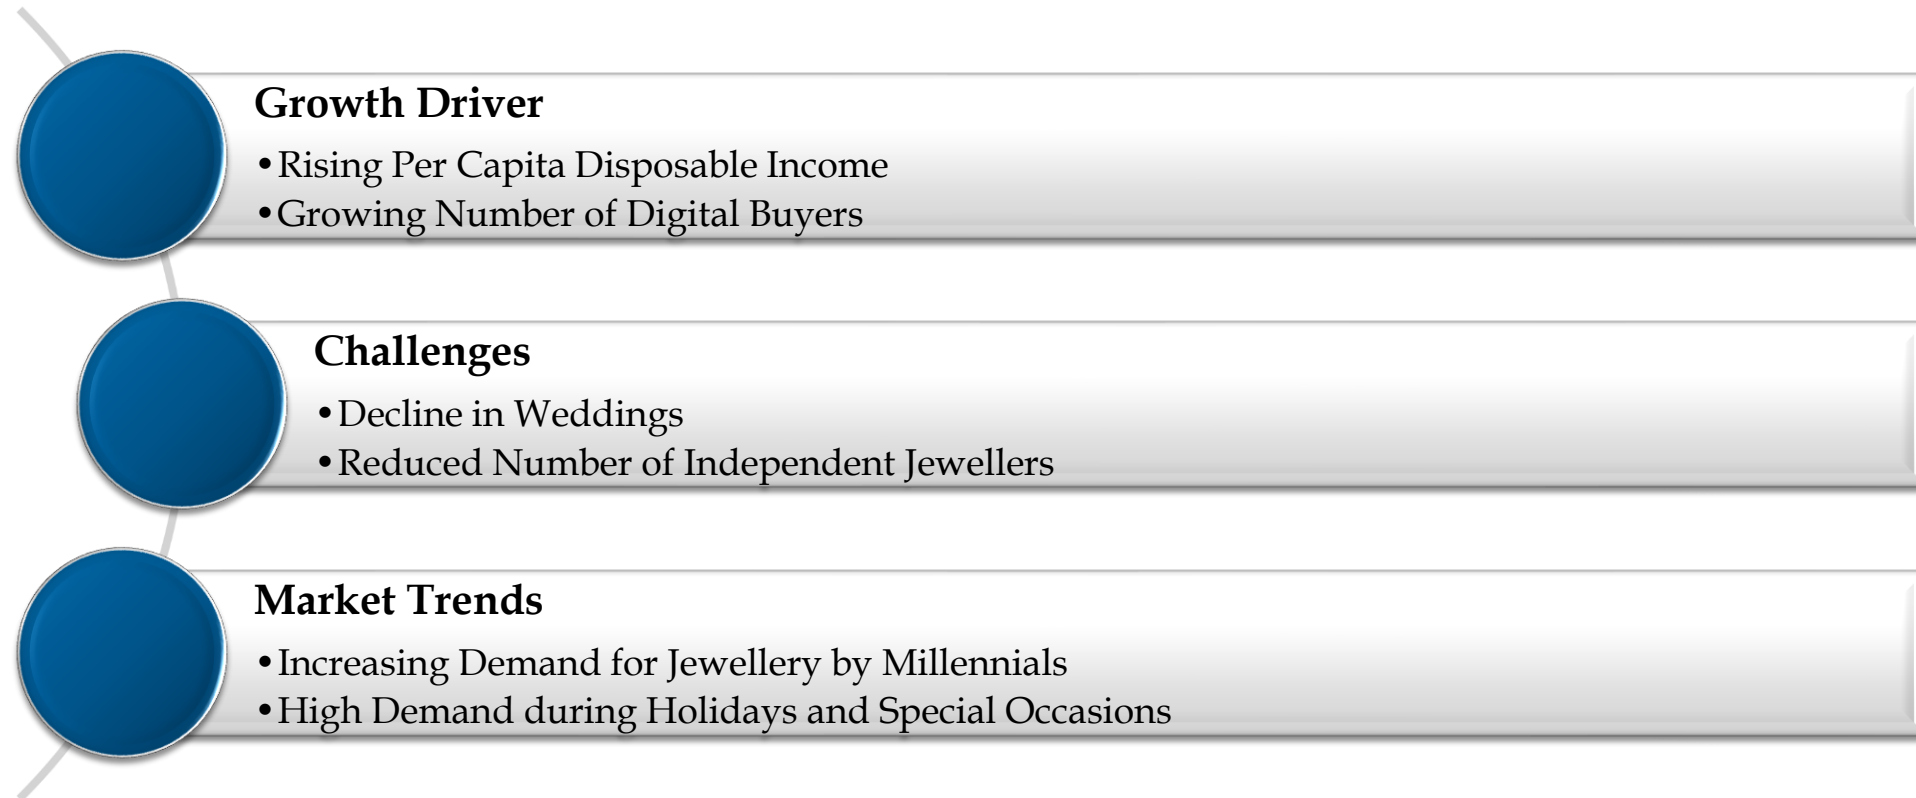 Growth Driver
•Rising Per Capita Disposable Income
•Growing Number of Digital Buyers
Challenges
•Decline in Weddings
•Reduced Number of Independent Jewellers
Market Trends
•Increasing Demand for Jewellery by Millennials
•High Demand during Holidays and Special Occasions